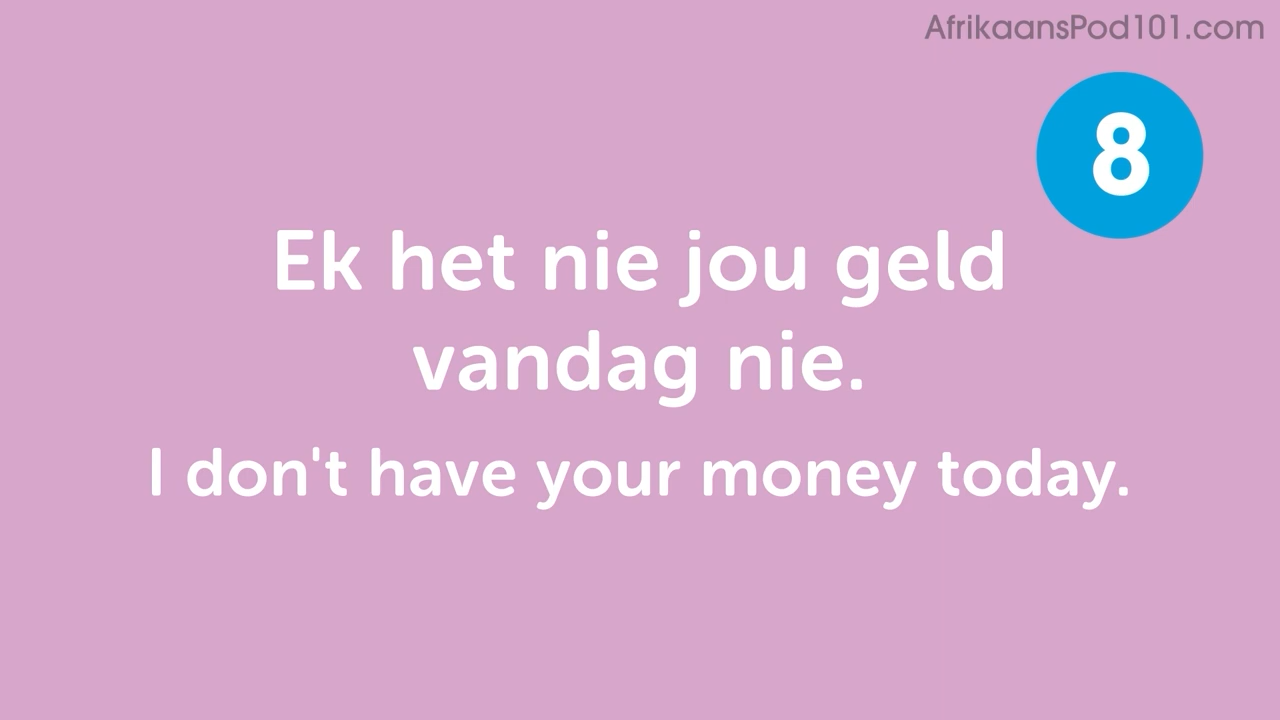 AfrikaansPod101.com
8
Ek het nie jou geld
vandag nie.
I don't have your money today.